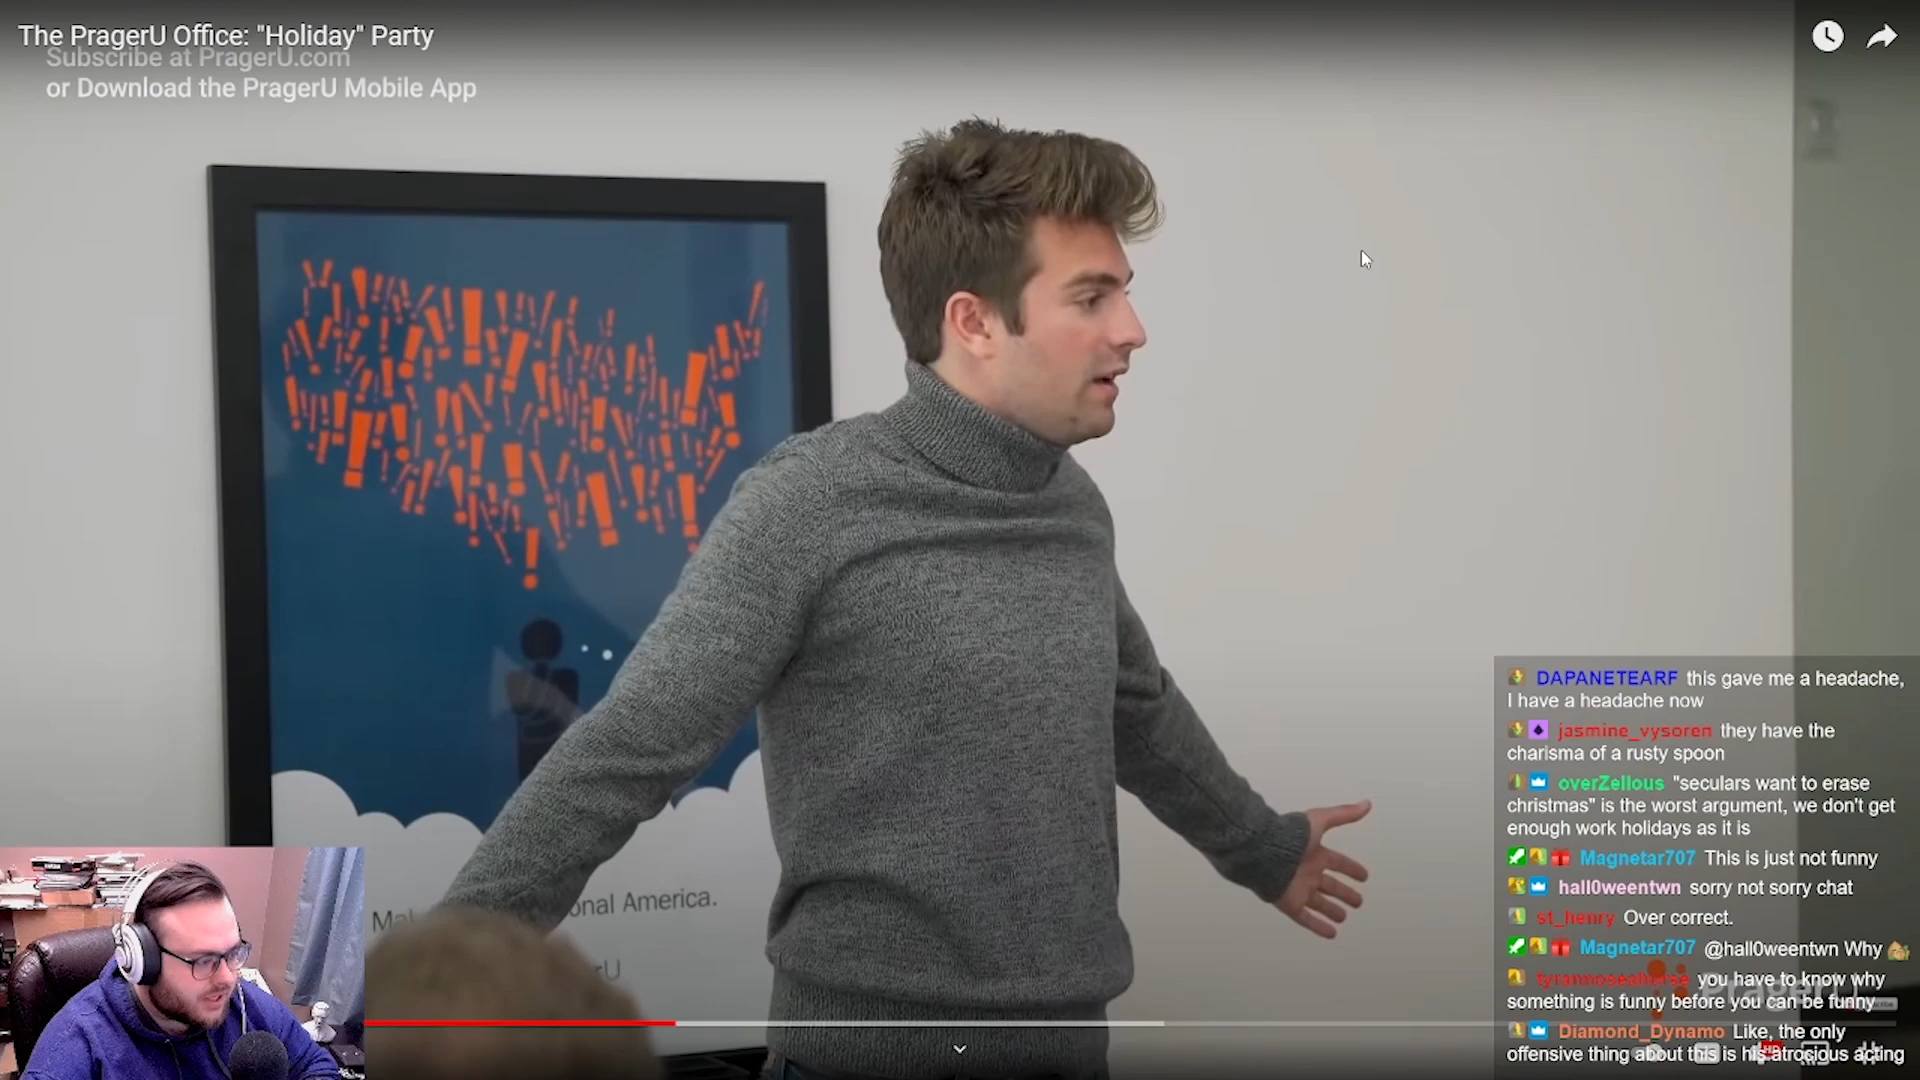 The PragerU Office: "Holiday" Party
Subscribe at PragerU.com
or Download the PragerU Mobile App
onal America.
DAPANETEARF this gave me a headache,
I have a headache now
jasmine_vysoren they have the
charisma of a rusty spoon
overZellous "seculars want to erase
christmas" is the worst argument, we don't get
enough work holidays as it is
Magnetar707 This is just not funny
hall0weentwn sorry not sorry chat
st_henry Over correct.
Magnetar707 @hall0weentwn Why
tyrannoseahorse you have to know why
something is funny before you can be funny
Diamond_Dynamo Like, the only
offensive thing about this is his atrocious acting
HD